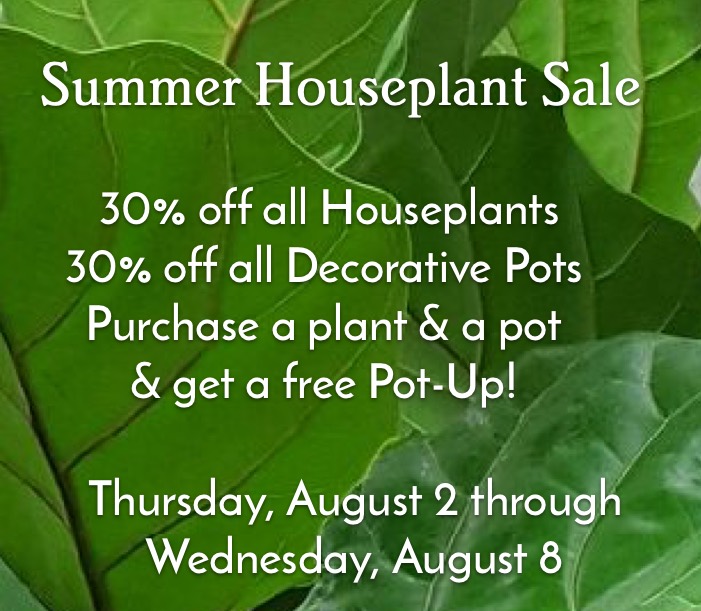 Summer Houseplant Sale
30% off all Houseplants
30% off all Decorative Pots
Purchase a plant & a pot
& get a free Pot-Up!
Thursday, August 2 through
Wednesday, August 8